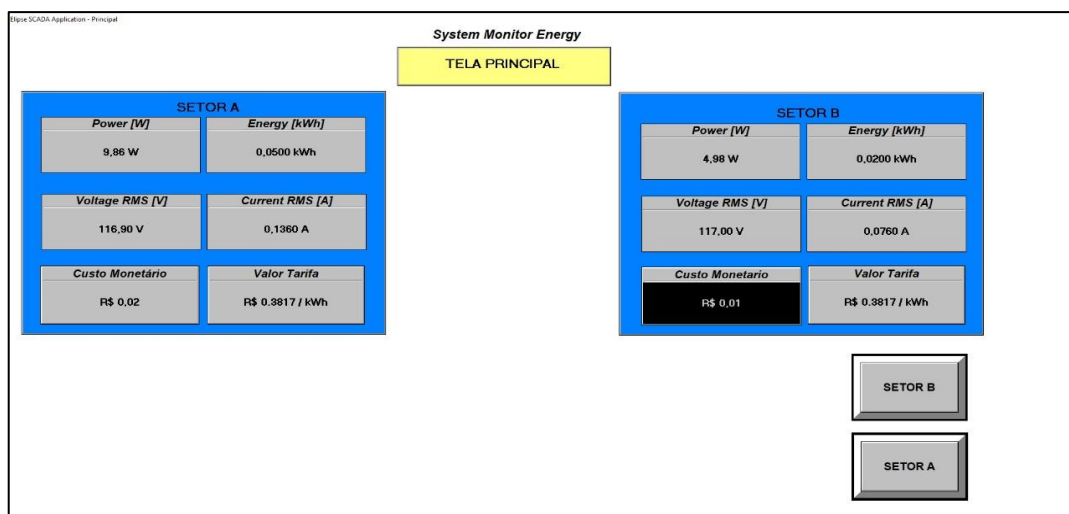 Elipse SCADA Application - Principal
System Monitor Energy
TELA PRINCIPAL
SETOR A
Power [W]
Energy [kWh]
9,86 W
0,0500 kWh
Voltage RMS [V]
Current RMS [A]
116,90 V
0,1360 A
Custo Monetário
Valor Tarifa
R$ 0,02
R$ 0.3817 / kWh
SETOR B
Power [W]
Energy [kWh]
4,98 W
0,0200 kWh
Voltage RMS [V]
Current RMS [A]
117,00 V
0,0760 A
Custo Monetario
Valor Tarifa
R$ 0,01
R$ 0.3817 / kWh
SETOR B
SETOR A